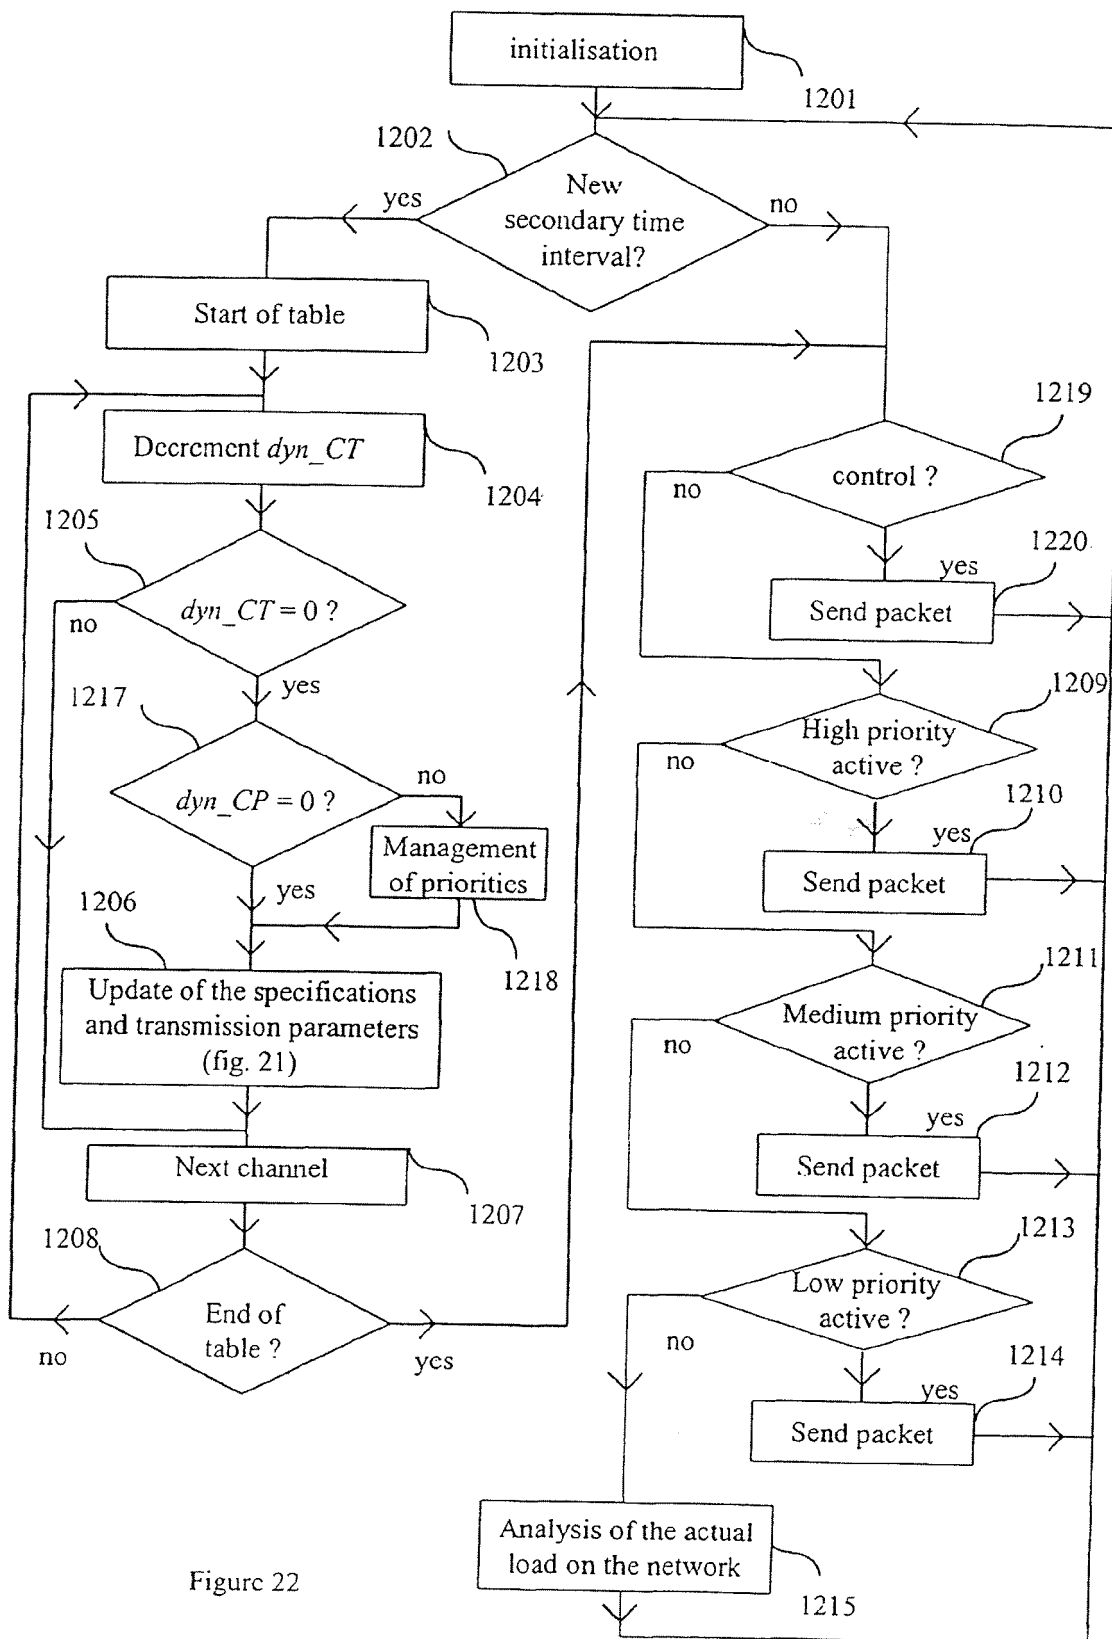 initialisation
1201
1202
New
secondary time
interval?
yes
no
Start of table
1203
Decrement dyn_CT
1204
1205
dyn_CT = 0 ?
no
yes
1217
dyn_CP = 0 ?
no
yes
Management
of priorities
1218
1206
Update of the specifications
and transmission parameters
(fig. 21)
Next channel
1207
1208
End of
table ?
no
yes
1219
control ?
no
yes
1220
Send packet
1209
High priority
active ?
no
yes
1210
Send packet
1211
Medium priority
active ?
no
yes
1212
Send packet
1213
Low priority
active ?
no
yes
1214
Send packet
Analysis of the actual
load on the network
1215
Figure 22